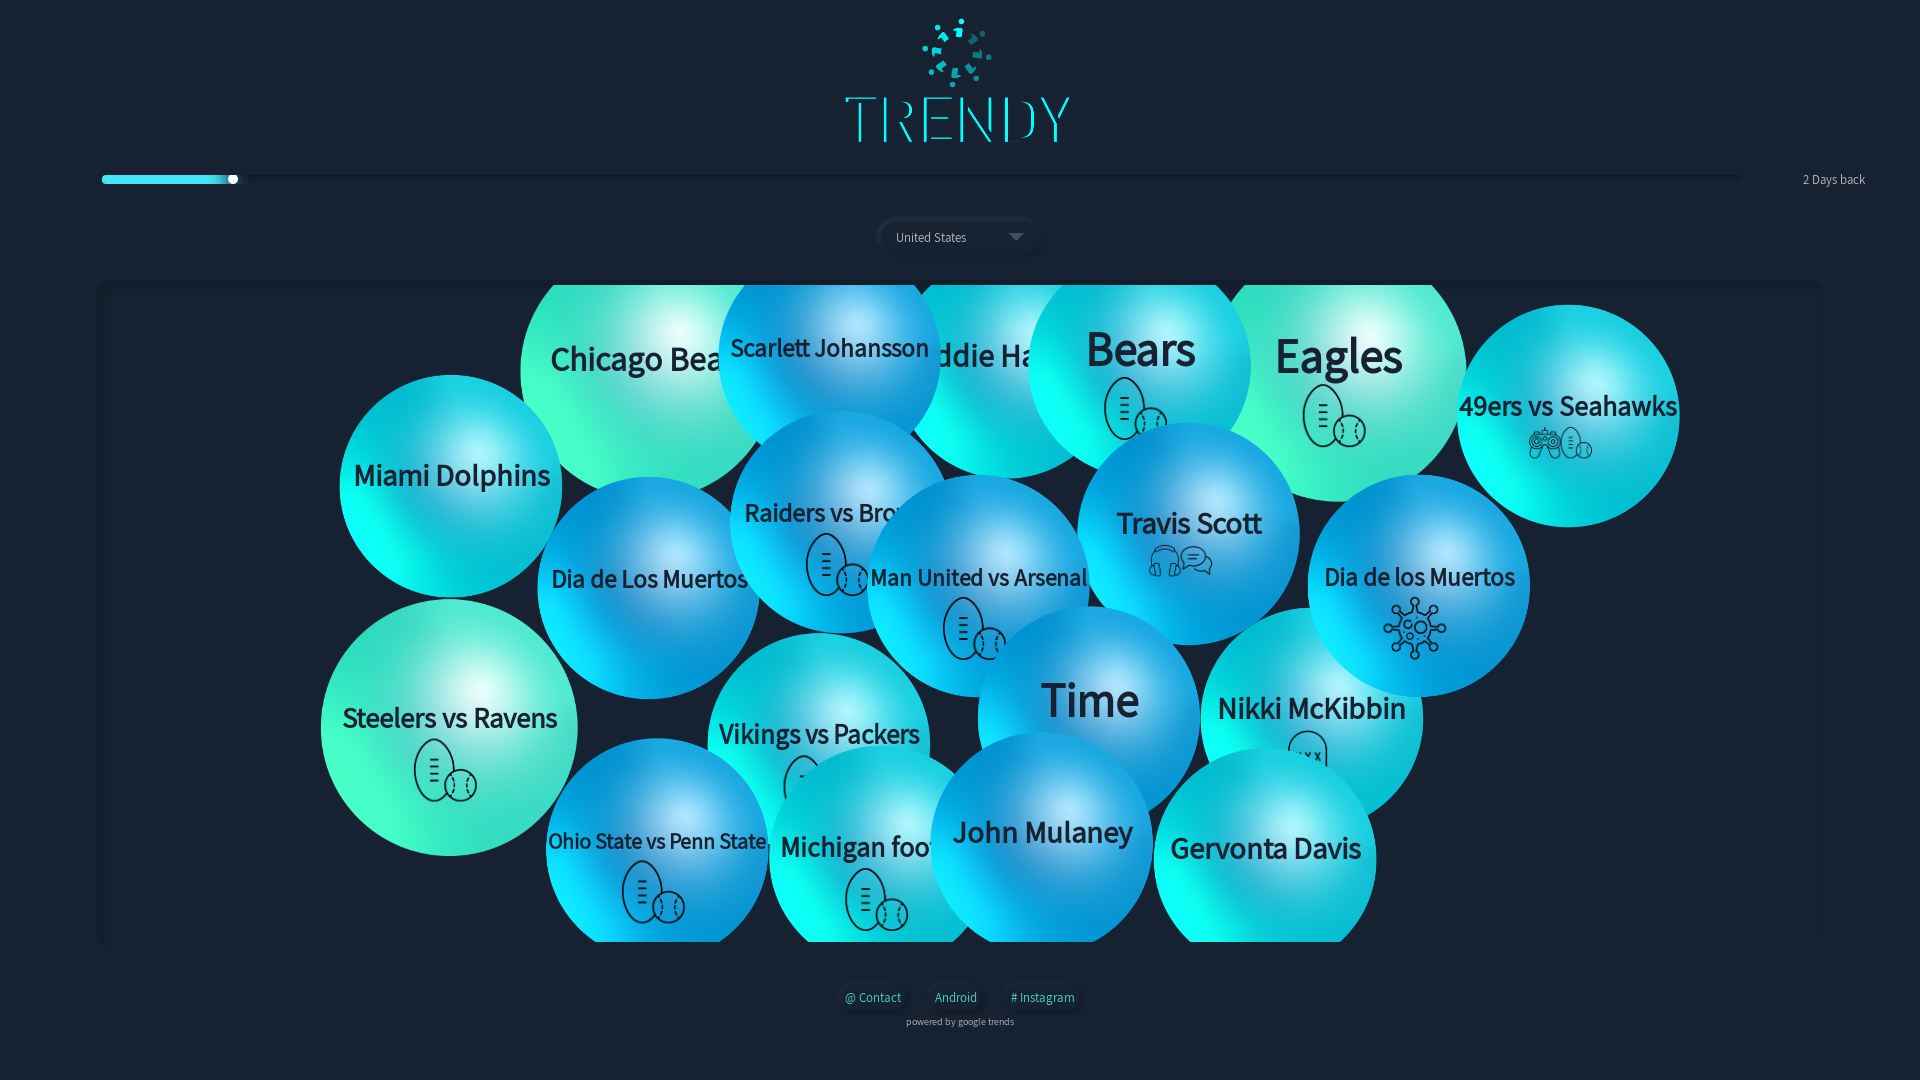 TRENDY
2 Days back
United States
Chicago Bea
Scarlett Johansson
ddie Ha
Bears
Eagles
49ers vs Seahawks
Miami Dolphins
Raiders vs Bro
Travis Scott
Dia de Los Muertos
Man United vs Arsenal
Dia de los Muertos
Steelers vs Ravens
Vikings vs Packers
Time
Nikki McKibbin
Ohio State vs Penn State
Michigan foo
John Mulaney
Gervonta Davis
@ Contact
Android
# Instagram
powered by google trends